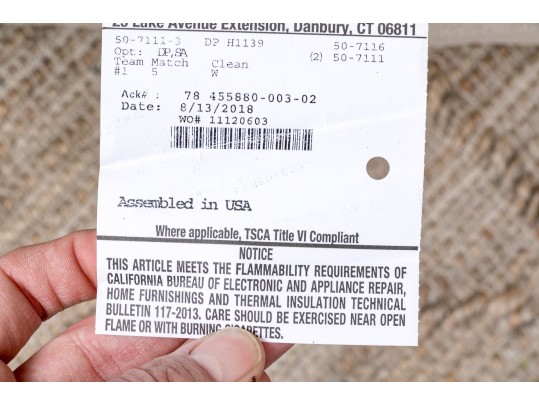 25 Lake Avenue Extension, Danbury, CT 06811
50-7111-3 DP H1139 50-7116
Opt: DP,SA (2) 50-7111
Team Match Clean
#1 5 W
Ack# : 78 455880-003-02
Date: 8/13/2018
WO# 11120603
Assembled in USA
Where applicable, TSCA Title VI Compliant
NOTICE
THIS ARTICLE MEETS THE FLAMMABILITY REQUIREMENTS OF
CALIFORNIA BUREAU OF ELECTRONIC AND APPLIANCE REPAIR,
HOME FURNISHINGS AND THERMAL INSULATION TECHNICAL
BULLETIN 117-2013. CARE SHOULD BE EXERCISED NEAR OPEN
FLAME OR WITH BURNING CIGARETTES.